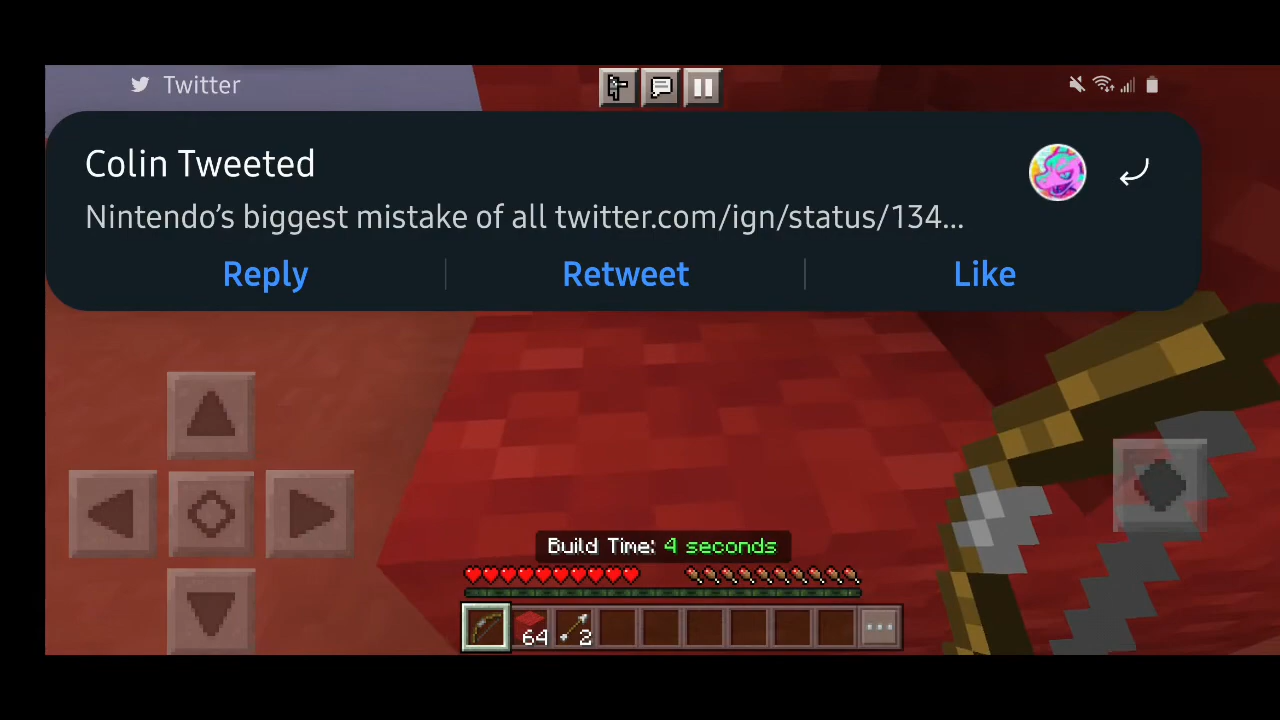 Twitter
Colin Tweeted
Nintendo’s biggest mistake of all twitter.com/ign/status/134...
Reply
Retweet
Like
Build Time: 4 seconds
64
2